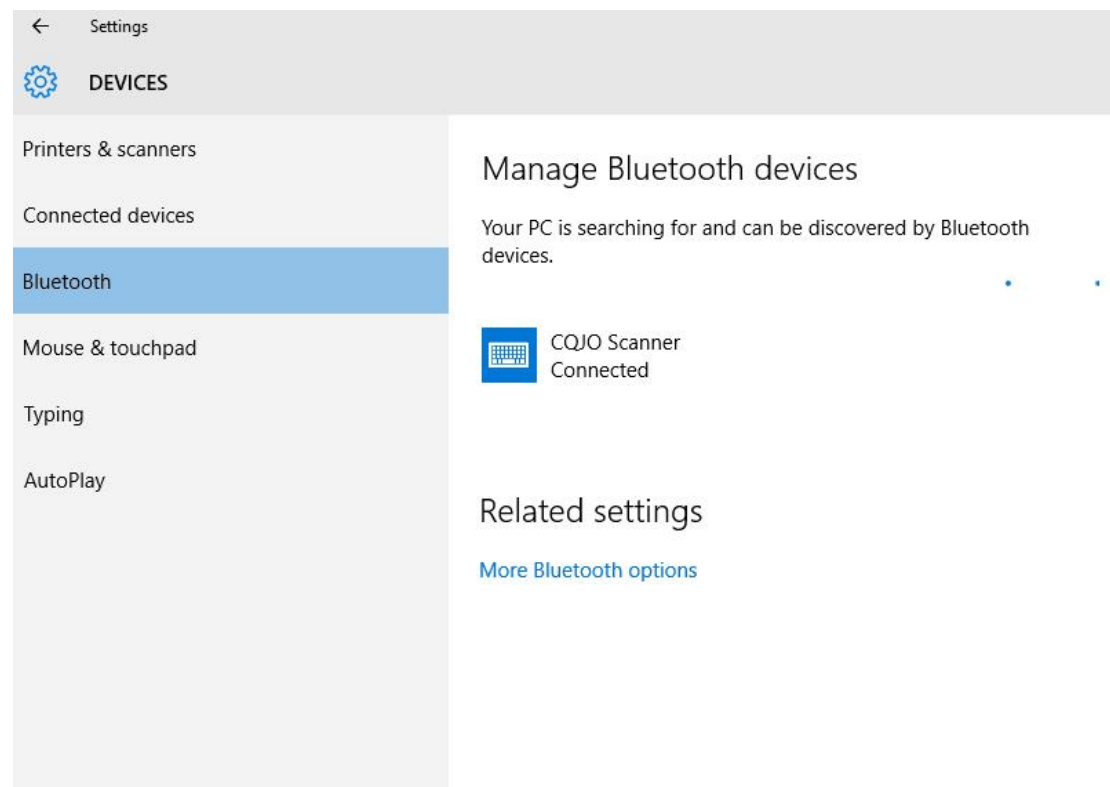 Settings
DEVICES
Printers & scanners
Connected devices
Bluetooth
Mouse & touchpad
Typing
AutoPlay
Manage Bluetooth devices
Your PC is searching for and can be discovered by Bluetooth
devices.
CQJO Scanner
Connected
Related settings
More Bluetooth options